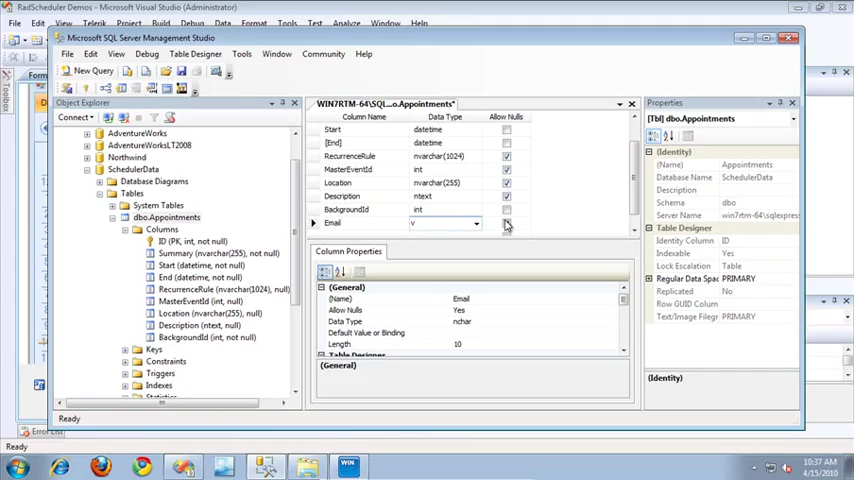 RadScheduler Demos - Microsoft Visual Studio (Administrator)
File
Edit
View
Telerik
Project
Build
Debug
Data
Format
Tools
Test
Analyze
Window
Help
Microsoft SQL Server Management Studio
File Edit View Debug Table Designer Tools Window Community Help
New Query
Object Explorer
Connect
AdventureWorks
AdventureWorksLT2008
Northwind
SchedulerData
Database Diagrams
Tables
System Tables
dbo.Appointments
Columns
ID (PK, int, not null)
Summary (nvarchar(255), not null)
Start (datetime, not null)
End (datetime, not null)
RecurrenceRule (nvarchar(1024), null)
MasterEventId (int, null)
Location (nvarchar(255), null)
Description (ntext, null)
BackgroundId (int, not null)
Keys
Constraints
Triggers
Indexes
Statistics
WIN7RTM-64\SQL...o.Appointments*
Column Name Data Type Allow Nulls
Start datetime
[End] datetime
RecurrenceRule nvarchar(1024)
MasterEventId int
Location nvarchar(255)
Description ntext
BackgroundId int
Email v
Column Properties
(General)
(Name) Email
Allow Nulls Yes
Data Type nchar
Default Value or Binding
Length 10
Table Designer
(General)
Properties
[Tbl] dbo.Appointments
(Identity)
(Name) Appointments
Database Name SchedulerData
Description
Schema dbo
Server Name win7rtm-64\sqlexpres
Table Designer
Identity Column ID
Indexable Yes
Lock Escalation Table
Regular Data Spac PRIMARY
Replicated No
Row GUID Column
Text/Image Filegr PRIMARY
(Identity)
Ready
Error List
Ready
WIN
10:37 AM
4/15/2010